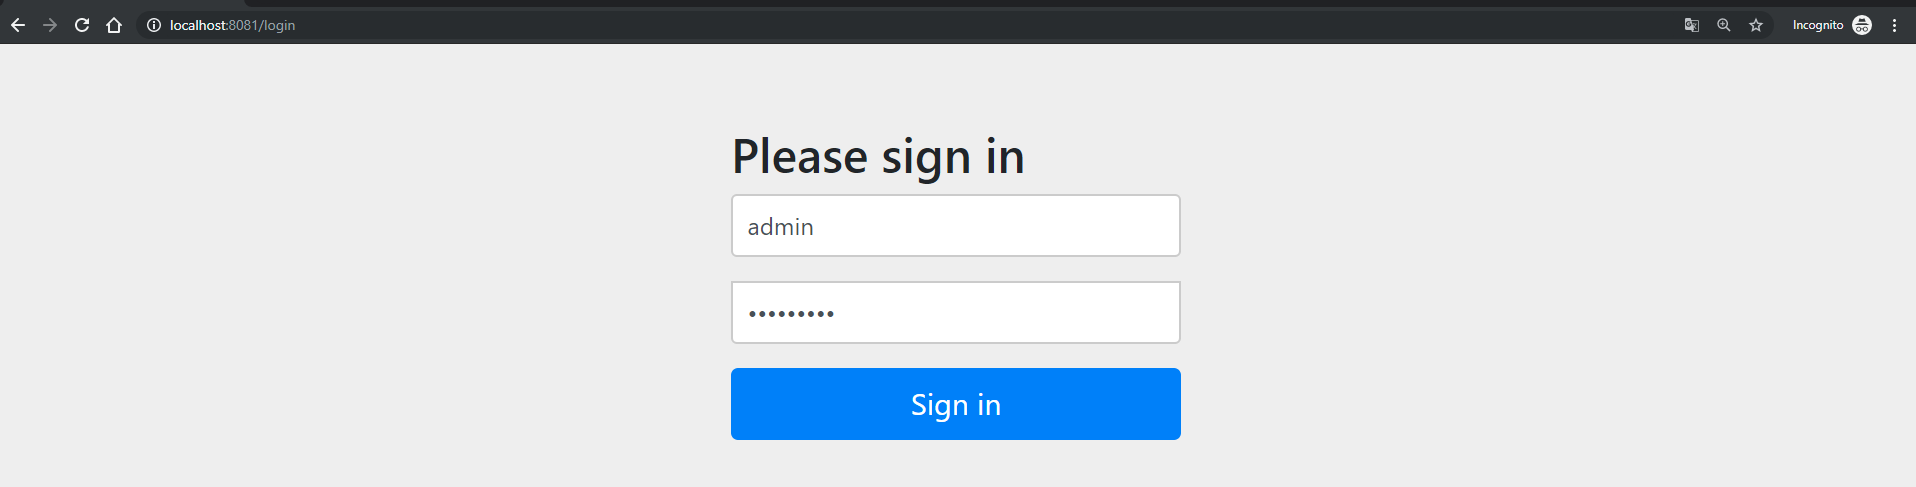 localhost:8081/login
Incognito
Please sign in
admin
•••••••••
Sign in